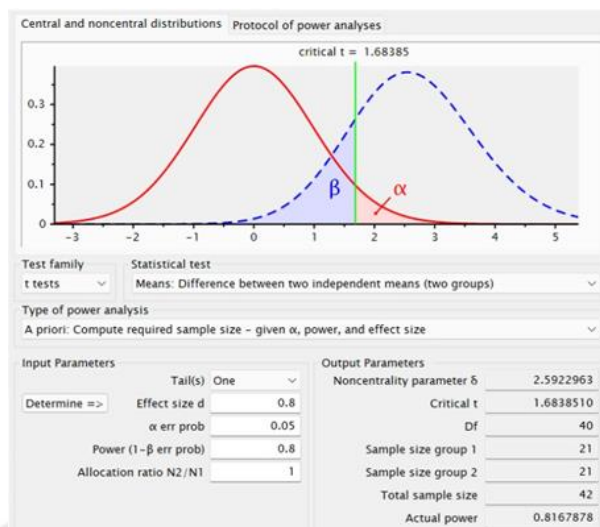 Central and noncentral distributions Protocol of power analyses
critical t = 1.68385
0.3
0.2
0.1
0
β
α
-3 -2 -1 0 1 2 3 4 5
Test family Statistical test
t tests Means: Difference between two independent means (two groups)
Type of power analysis
A priori: Compute required sample size – given α, power, and effect size
Input Parameters
Tail(s) One
Determine => Effect size d 0.8
α err prob 0.05
Power (1-β err prob) 0.8
Allocation ratio N2/N1 1
Output Parameters
Noncentrality parameter δ 2.5922963
Critical t 1.6838510
Df 40
Sample size group 1 21
Sample size group 2 21
Total sample size 42
Actual power 0.8167878